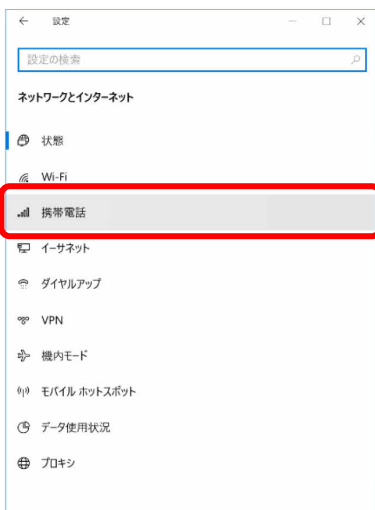 設定
設定の検索
ネットワークとインターネット
状態
Wi-Fi
携帯電話
イーサネット
ダイヤルアップ
VPN
機内モード
モバイル ホットスポット
データ使用状況
プロキシ